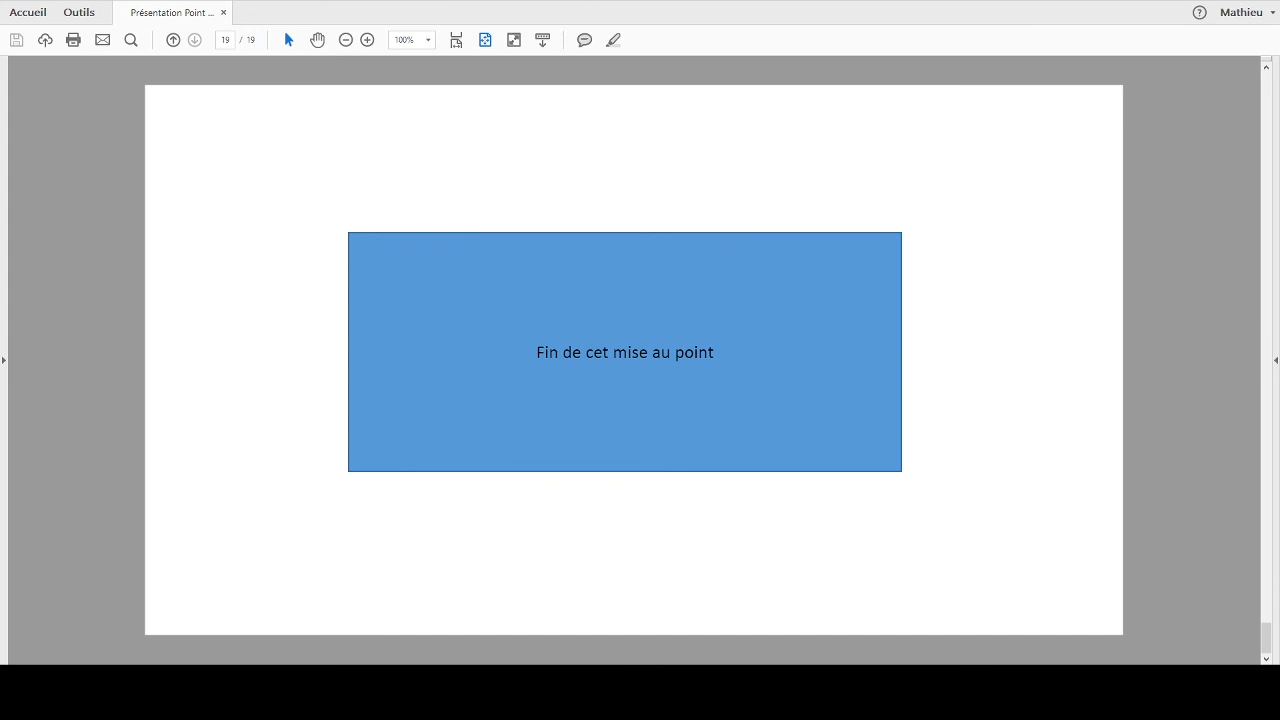 Accueil Outils Présentation Point ... × Mathieu
19 / 19 100%
Fin de cet mise au point